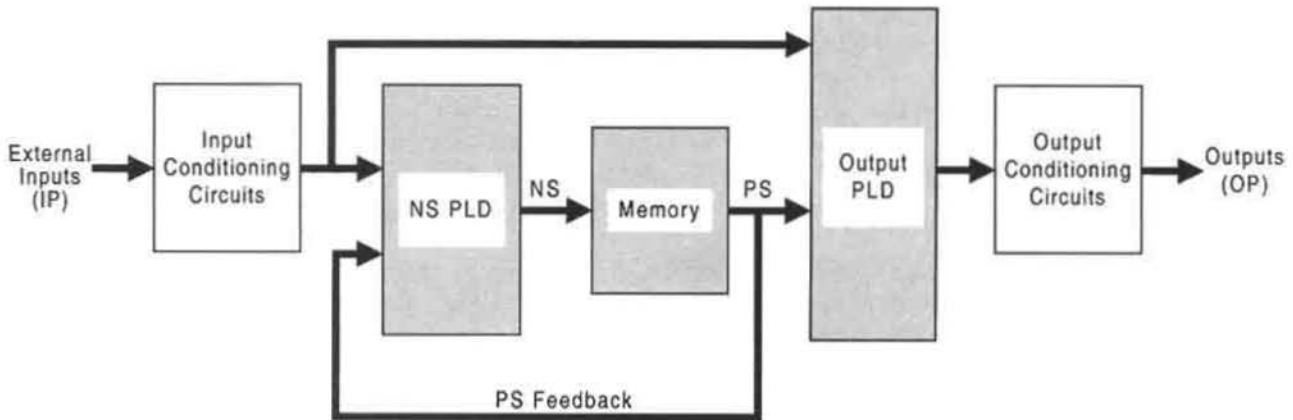 External
Inputs
(IP)
Input
Conditioning
Circuits
NS PLD
NS
Memory
PS
Output
PLD
Output
Conditioning
Circuits
Outputs
(OP)
PS Feedback